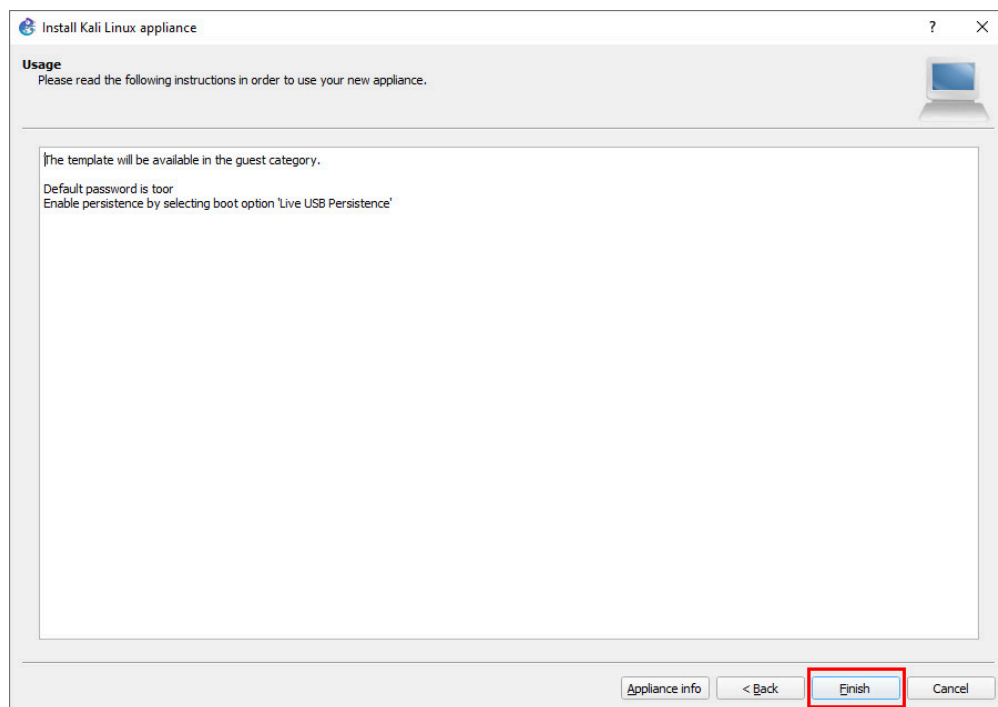 Install Kali Linux appliance
Usage
Please read the following instructions in order to use your new appliance.
The template will be available in the guest category.
Default password is toor
Enable persistence by selecting boot option 'Live USB Persistence'
Appliance info
< Back
Finish
Cancel